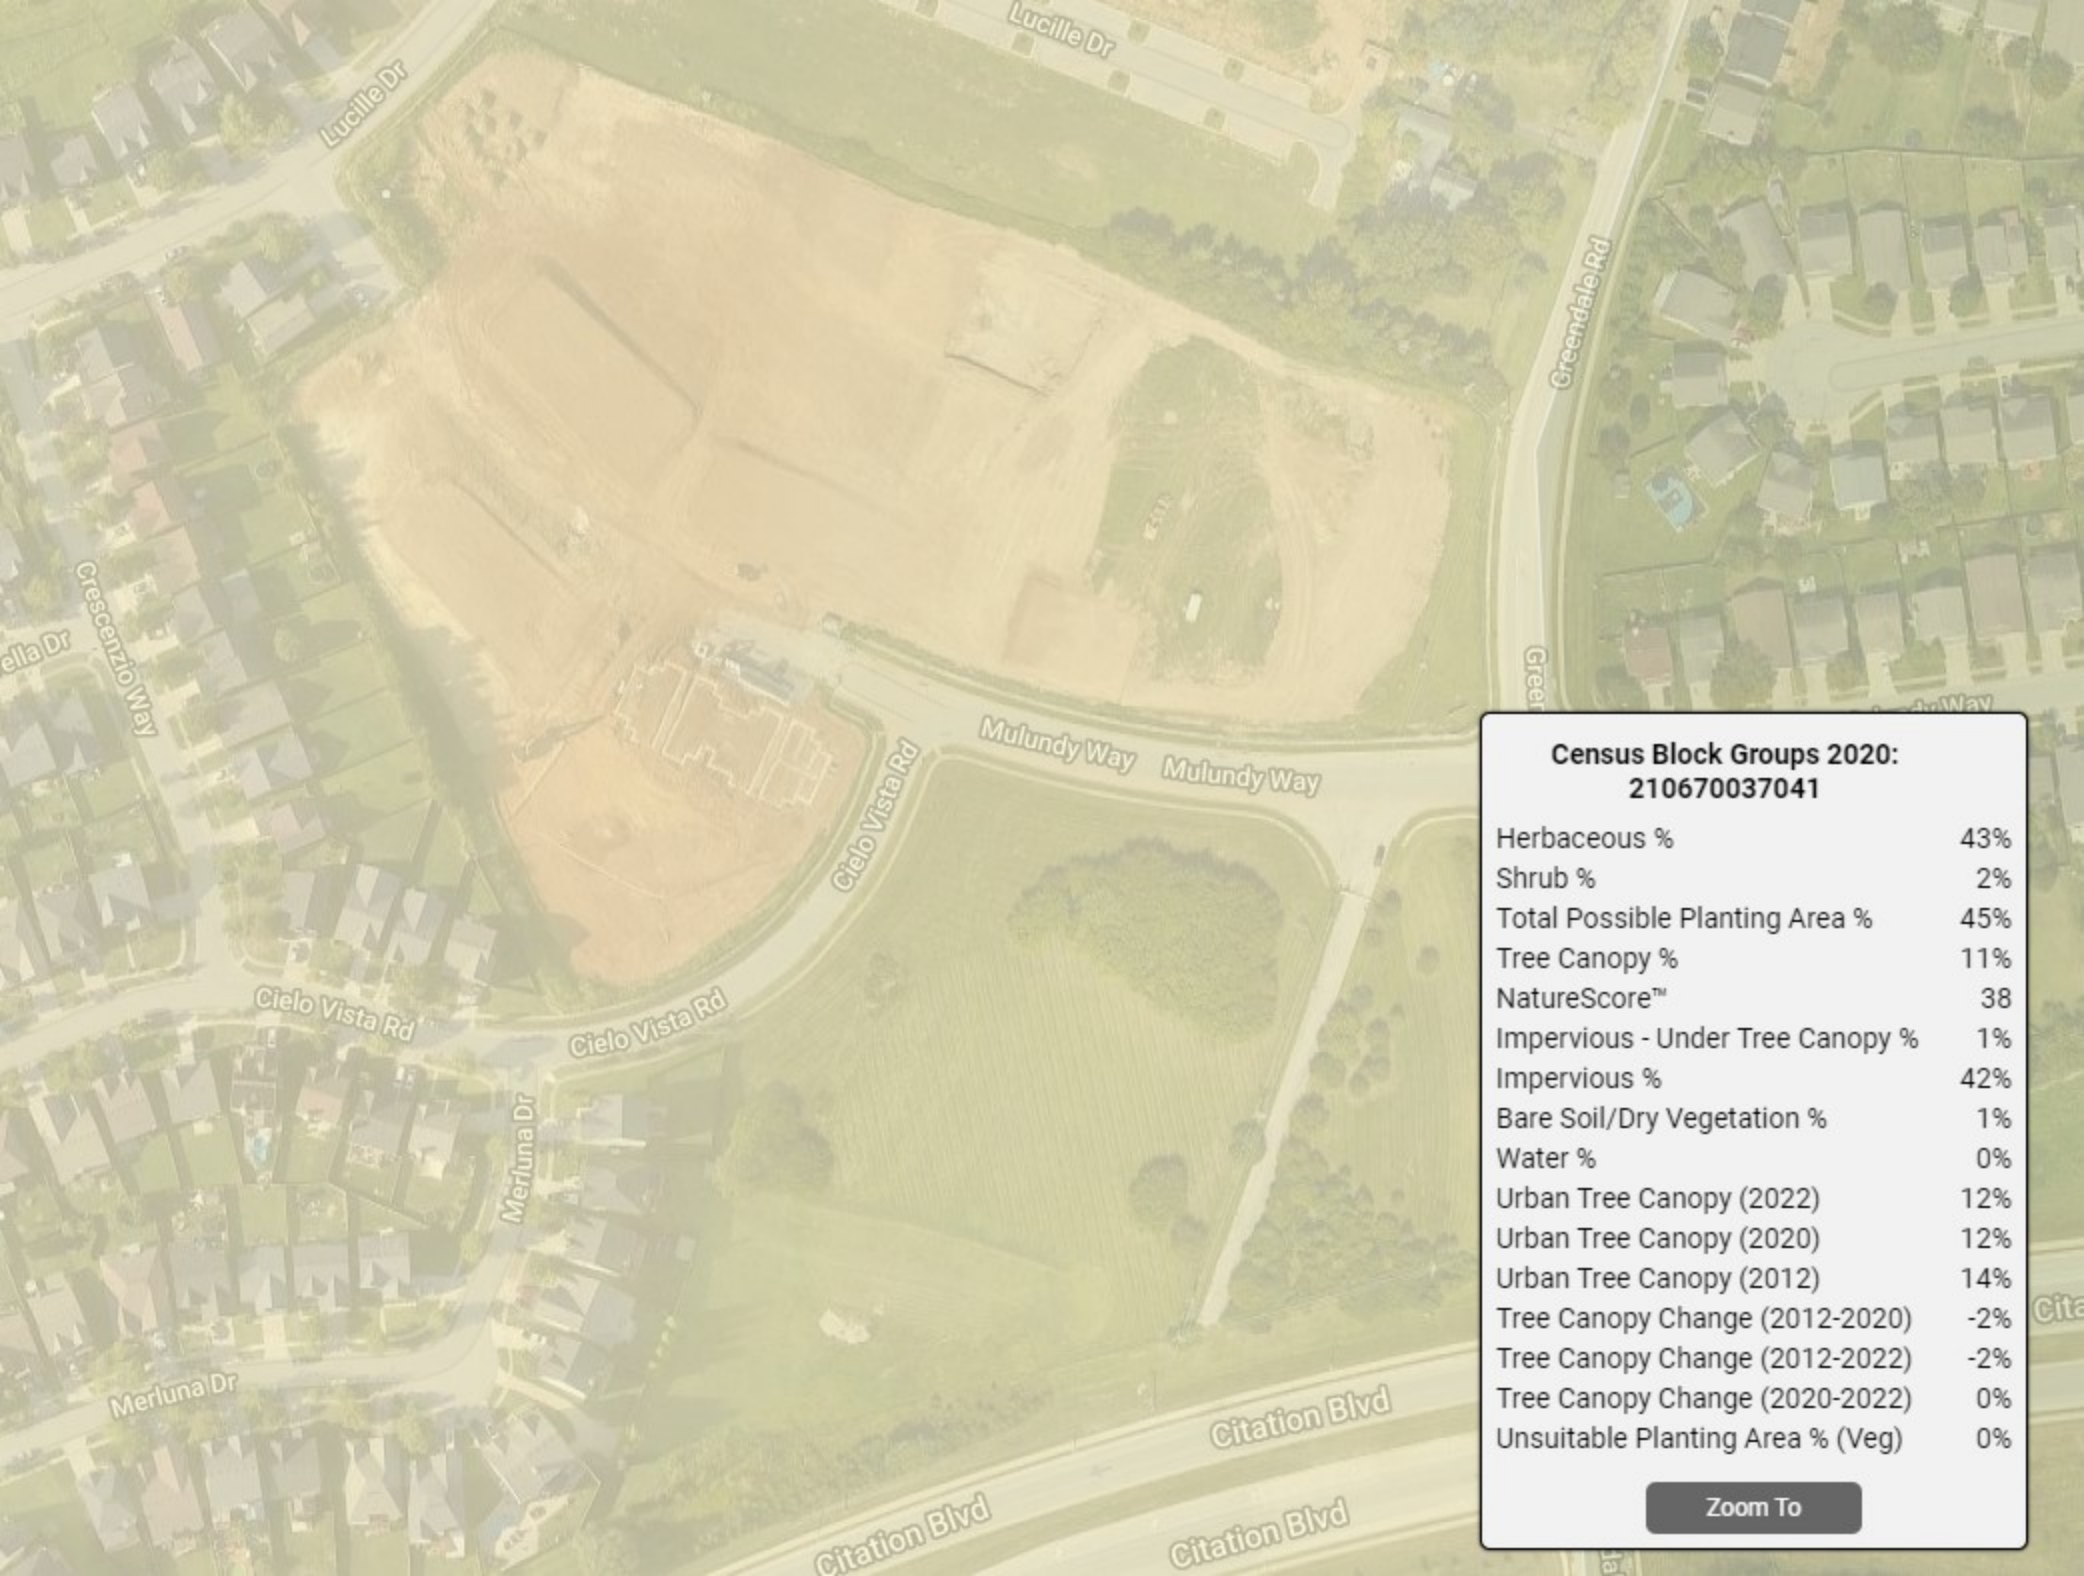 Lucille Dr
Lucille Dr
Greendale Rd
Crescenzio Way
ella Dr
Green
Mulundy Way
Mulundy Way Mulundy Way
Cielo Vista Rd
Cielo Vista Rd
Cielo Vista Rd
Merluna Dr
Merluna Dr
Citation Blvd
Citation Blvd
Citation Blvd
Cita
Census Block Groups 2020:
210670037041
Herbaceous % 43%
Shrub % 2%
Total Possible Planting Area % 45%
Tree Canopy % 11%
NatureScore™ 38
Impervious - Under Tree Canopy % 1%
Impervious % 42%
Bare Soil/Dry Vegetation % 1%
Water % 0%
Urban Tree Canopy (2022) 12%
Urban Tree Canopy (2020) 12%
Urban Tree Canopy (2012) 14%
Tree Canopy Change (2012-2020) -2%
Tree Canopy Change (2012-2022) -2%
Tree Canopy Change (2020-2022) 0%
Unsuitable Planting Area % (Veg) 0%
Zoom To